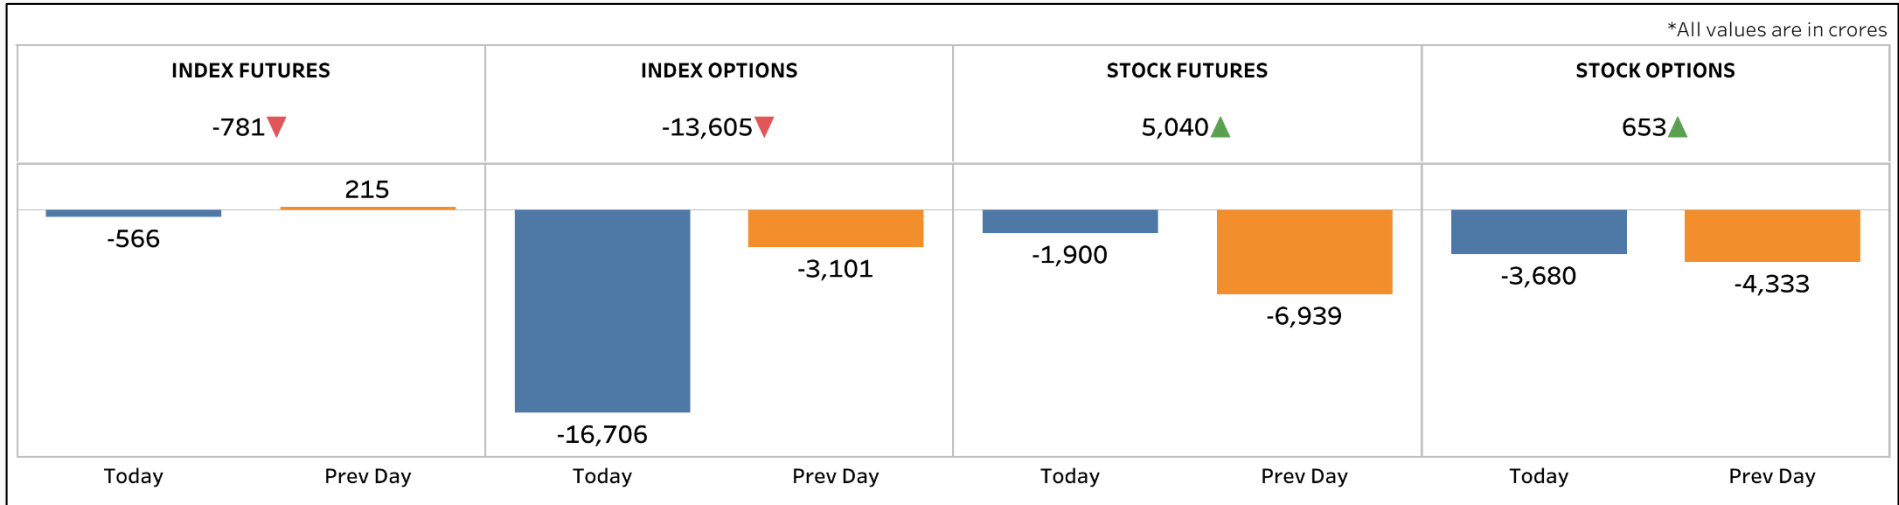 *All values are in crores
INDEX FUTURES
INDEX OPTIONS
STOCK FUTURES
STOCK OPTIONS
-781▼
-13,605▼
5,040▲
653▲
215
-566
-16,706
-3,101
-1,900
-6,939
-3,680
-4,333
Today
Prev Day
Today
Prev Day
Today
Prev Day
Today
Prev Day